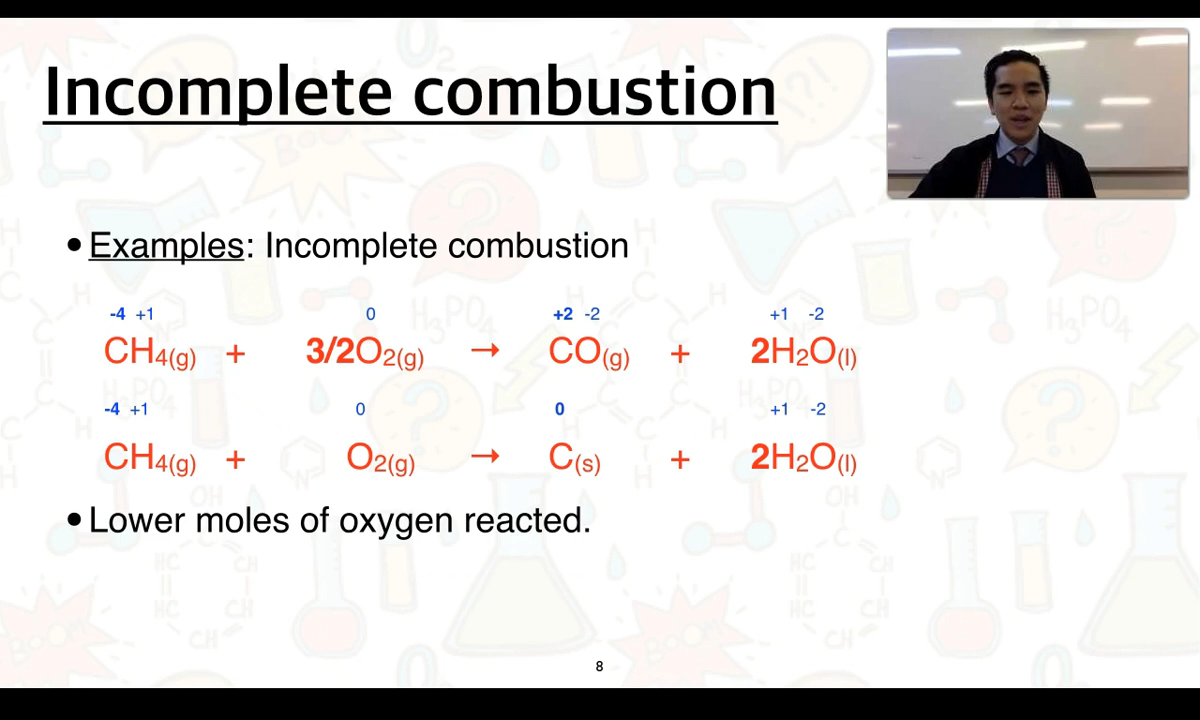 Incomplete combustion
• Examples: Incomplete combustion
-4 +1 0 +2 -2 +1 -2
CH4(g) + 3/2O2(g) → CO(g) + 2H2O(l)
-4 +1 0 0 +1 -2
CH4(g) + O2(g) → C(s) + 2H2O(l)
• Lower moles of oxygen reacted.
8